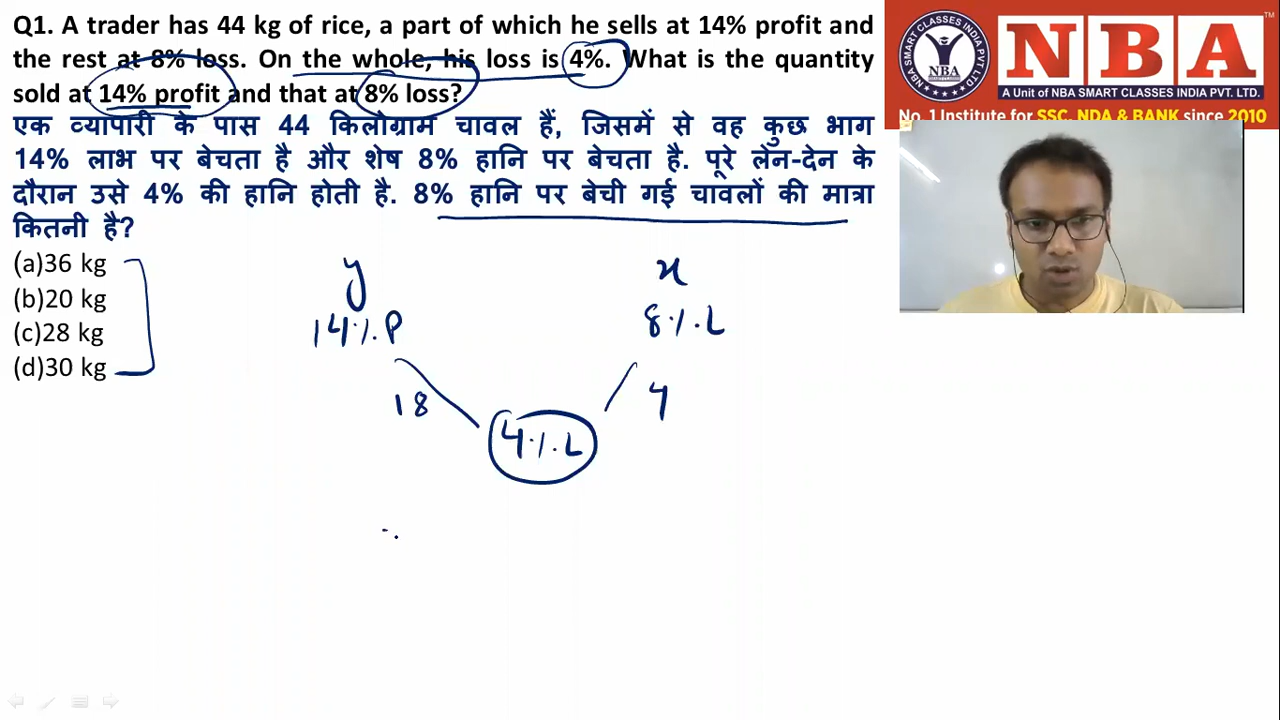 Q1. A trader has 44 kg of rice, a part of which he sells at 14% profit and
the rest at 8% loss. On the whole, his loss is 4%. What is the quantity
sold at 14% profit and that at 8% loss?
एक व्यापारी के पास 44 किलोग्राम चावल हैं, जिसमें से वह कुछ भाग
14% लाभ पर बेचता है और शेष 8% हानि पर बेचता है. पूरे लेन-देन के
दौरान उसे 4% की हानि होती है. 8% हानि पर बेची गई चावलों की मात्रा
कितनी है?
(a)36 kg
(b)20 kg
(c)28 kg
(d)30 kg
y x
14%.P 8%.L
18 4
4%.L
NBA
TM
NBA SMART CLASSES INDIA PVT LTD
NBA
A Unit of NBA SMART CLASSES INDIA PVT. LTD.
No. 1 Institute for SSC, NDA & BANK since 2010